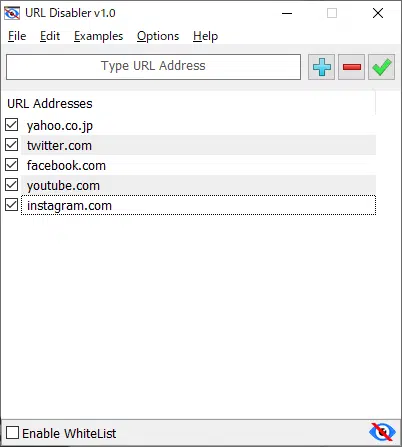 URL Disabler v1.0
File Edit Examples Options Help
Type URL Address
URL Addresses
yahoo.co.jp
twitter.com
facebook.com
youtube.com
instagram.com
Enable WhiteList